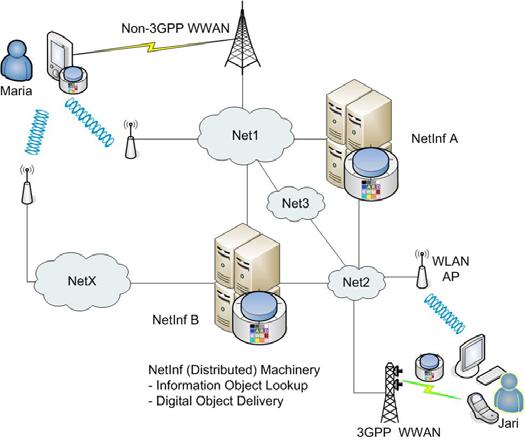 Non-3GPP WWAN
Maria
Net1
NetInf A
Net3
NetX
Net2
WLAN
AP
NetInf B
NetInf (Distributed) Machinery
- Information Object Lookup
- Digital Object Delivery
Jari
3GPP WWAN